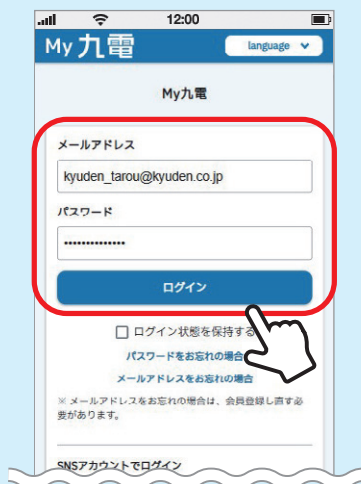 12:00
My九電
language
My九電
メールアドレス
kyuden_tarou@kyuden.co.jp
パスワード
••••••••••••••
ログイン
ログイン状態を保持する
パスワードをお忘れの場合
メールアドレスをお忘れの場合
※ メールアドレスをお忘れの場合は、会員登録し直す必
要があります。
SNSアカウントでログイン